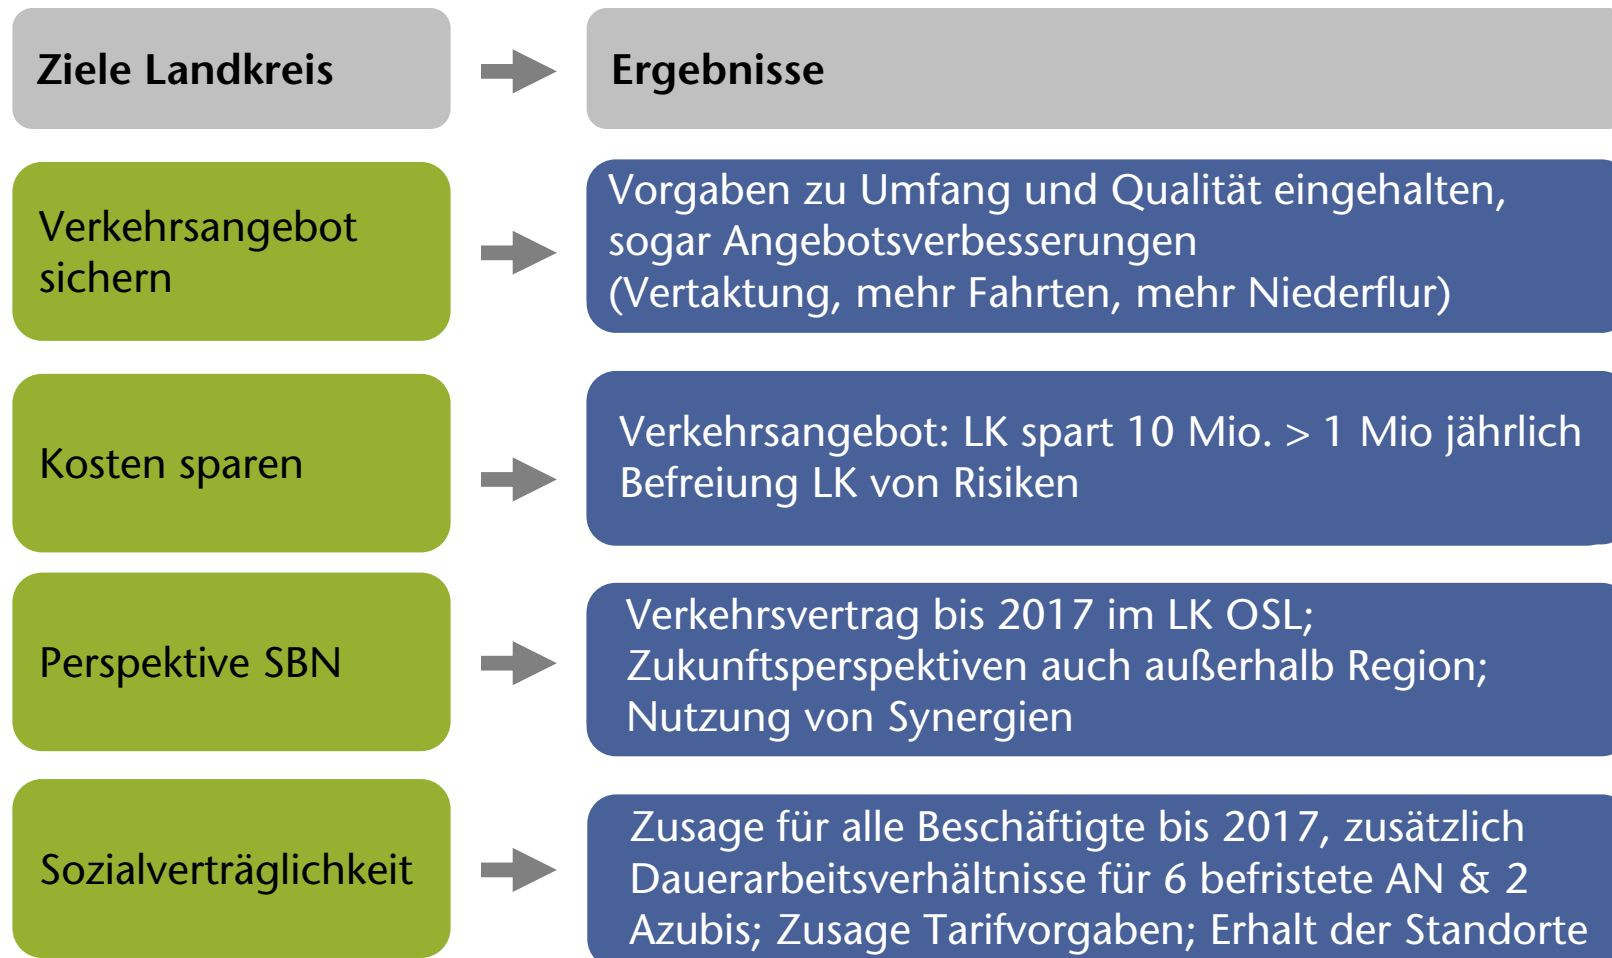 Ziele Landkreis
Ergebnisse
Verkehrsangebot
sichern
Vorgaben zu Umfang und Qualität eingehalten,
sogar Angebotsverbesserungen
(Vertaktung, mehr Fahrten, mehr Niederflur)
Kosten sparen
Verkehrsangebot: LK spart 10 Mio. > 1 Mio jährlich
Befreiung LK von Risiken
Perspektive SBN
Verkehrsvertrag bis 2017 im LK OSL;
Zukunftsperspektiven auch außerhalb Region;
Nutzung von Synergien
Sozialverträglichkeit
Zusage für alle Beschäftigte bis 2017, zusätzlich
Dauerarbeitsverhältnisse für 6 befristete AN & 2
Azubis; Zusage Tarifvorgaben; Erhalt der Standorte